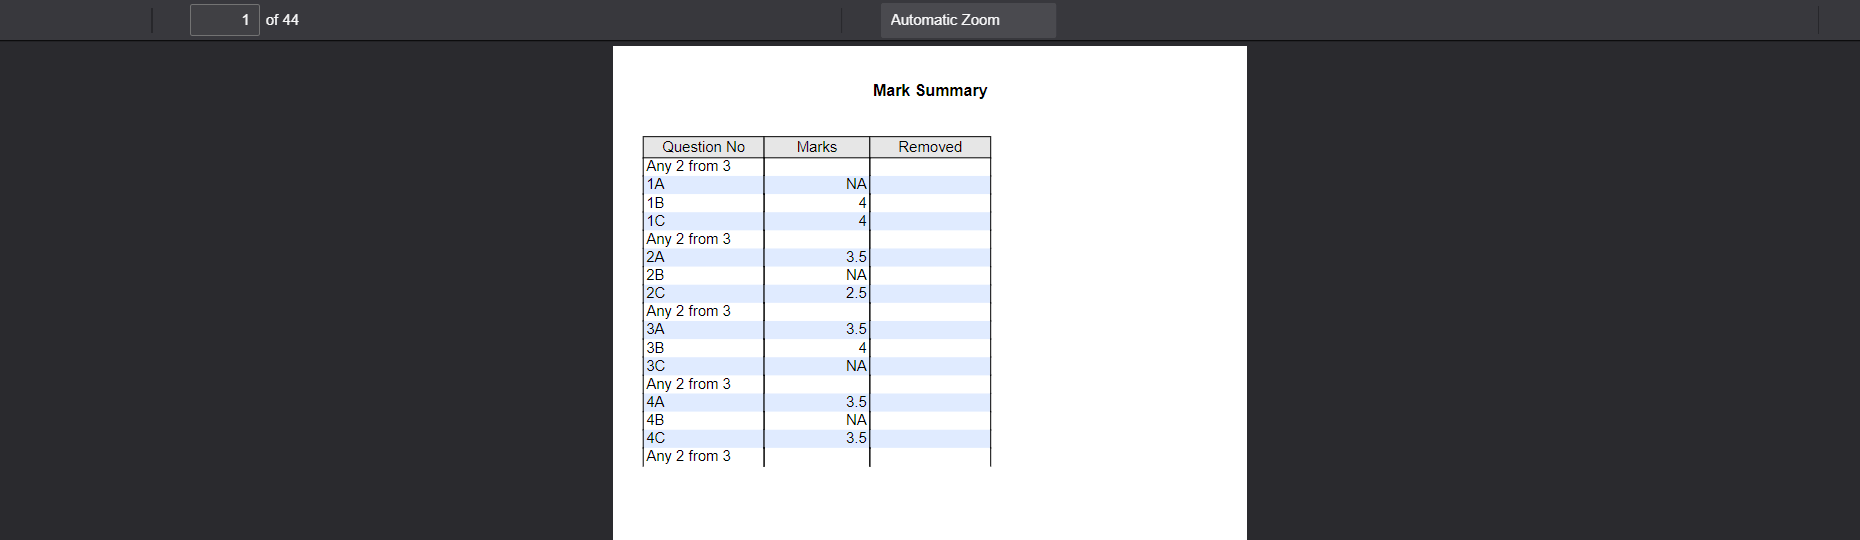 1 of 44 Automatic Zoom
Mark Summary
Question No Marks Removed
Any 2 from 3
1A NA
1B 4
1C 4
Any 2 from 3
2A 3.5
2B NA
2C 2.5
Any 2 from 3
3A 3.5
3B 4
3C NA
Any 2 from 3
4A 3.5
4B NA
4C 3.5
Any 2 from 3